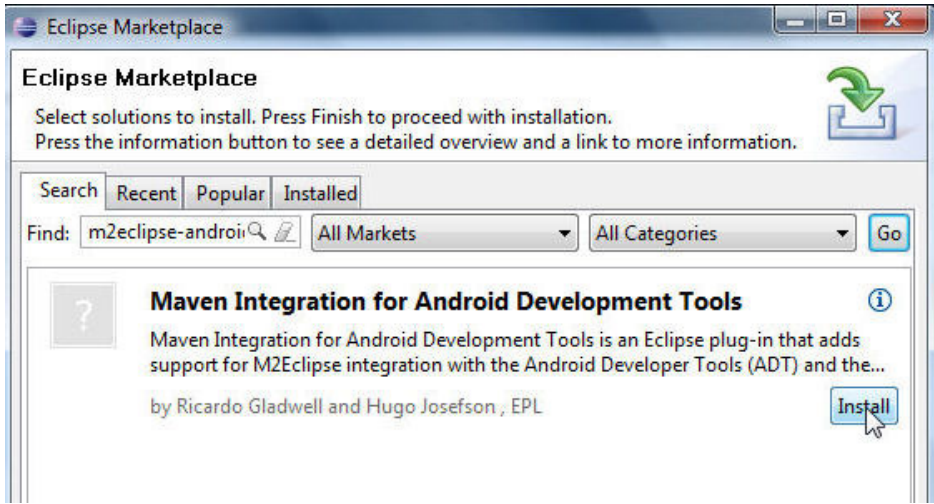 Eclipse Marketplace
Eclipse Marketplace
Select solutions to install. Press Finish to proceed with installation.
Press the information button to see a detailed overview and a link to more information.
Search Recent Popular Installed
Find: m2eclipse-androi All Markets All Categories Go
?
Maven Integration for Android Development Tools i
Maven Integration for Android Development Tools is an Eclipse plug-in that adds
support for M2Eclipse integration with the Android Developer Tools (ADT) and the...
by Ricardo Gladwell and Hugo Josefson , EPL
Install